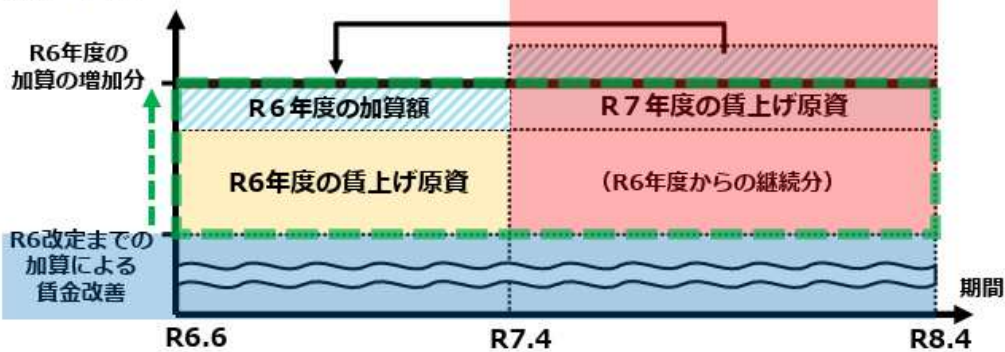 R6年度の
加算の増加分
R6年度の加算額
R7年度の賃上げ原資
R6年度の賃上げ原資
（R6年度からの継続分）
R6改定までの
加算による
賃金改善
期間
R6.6
R7.4
R8.4